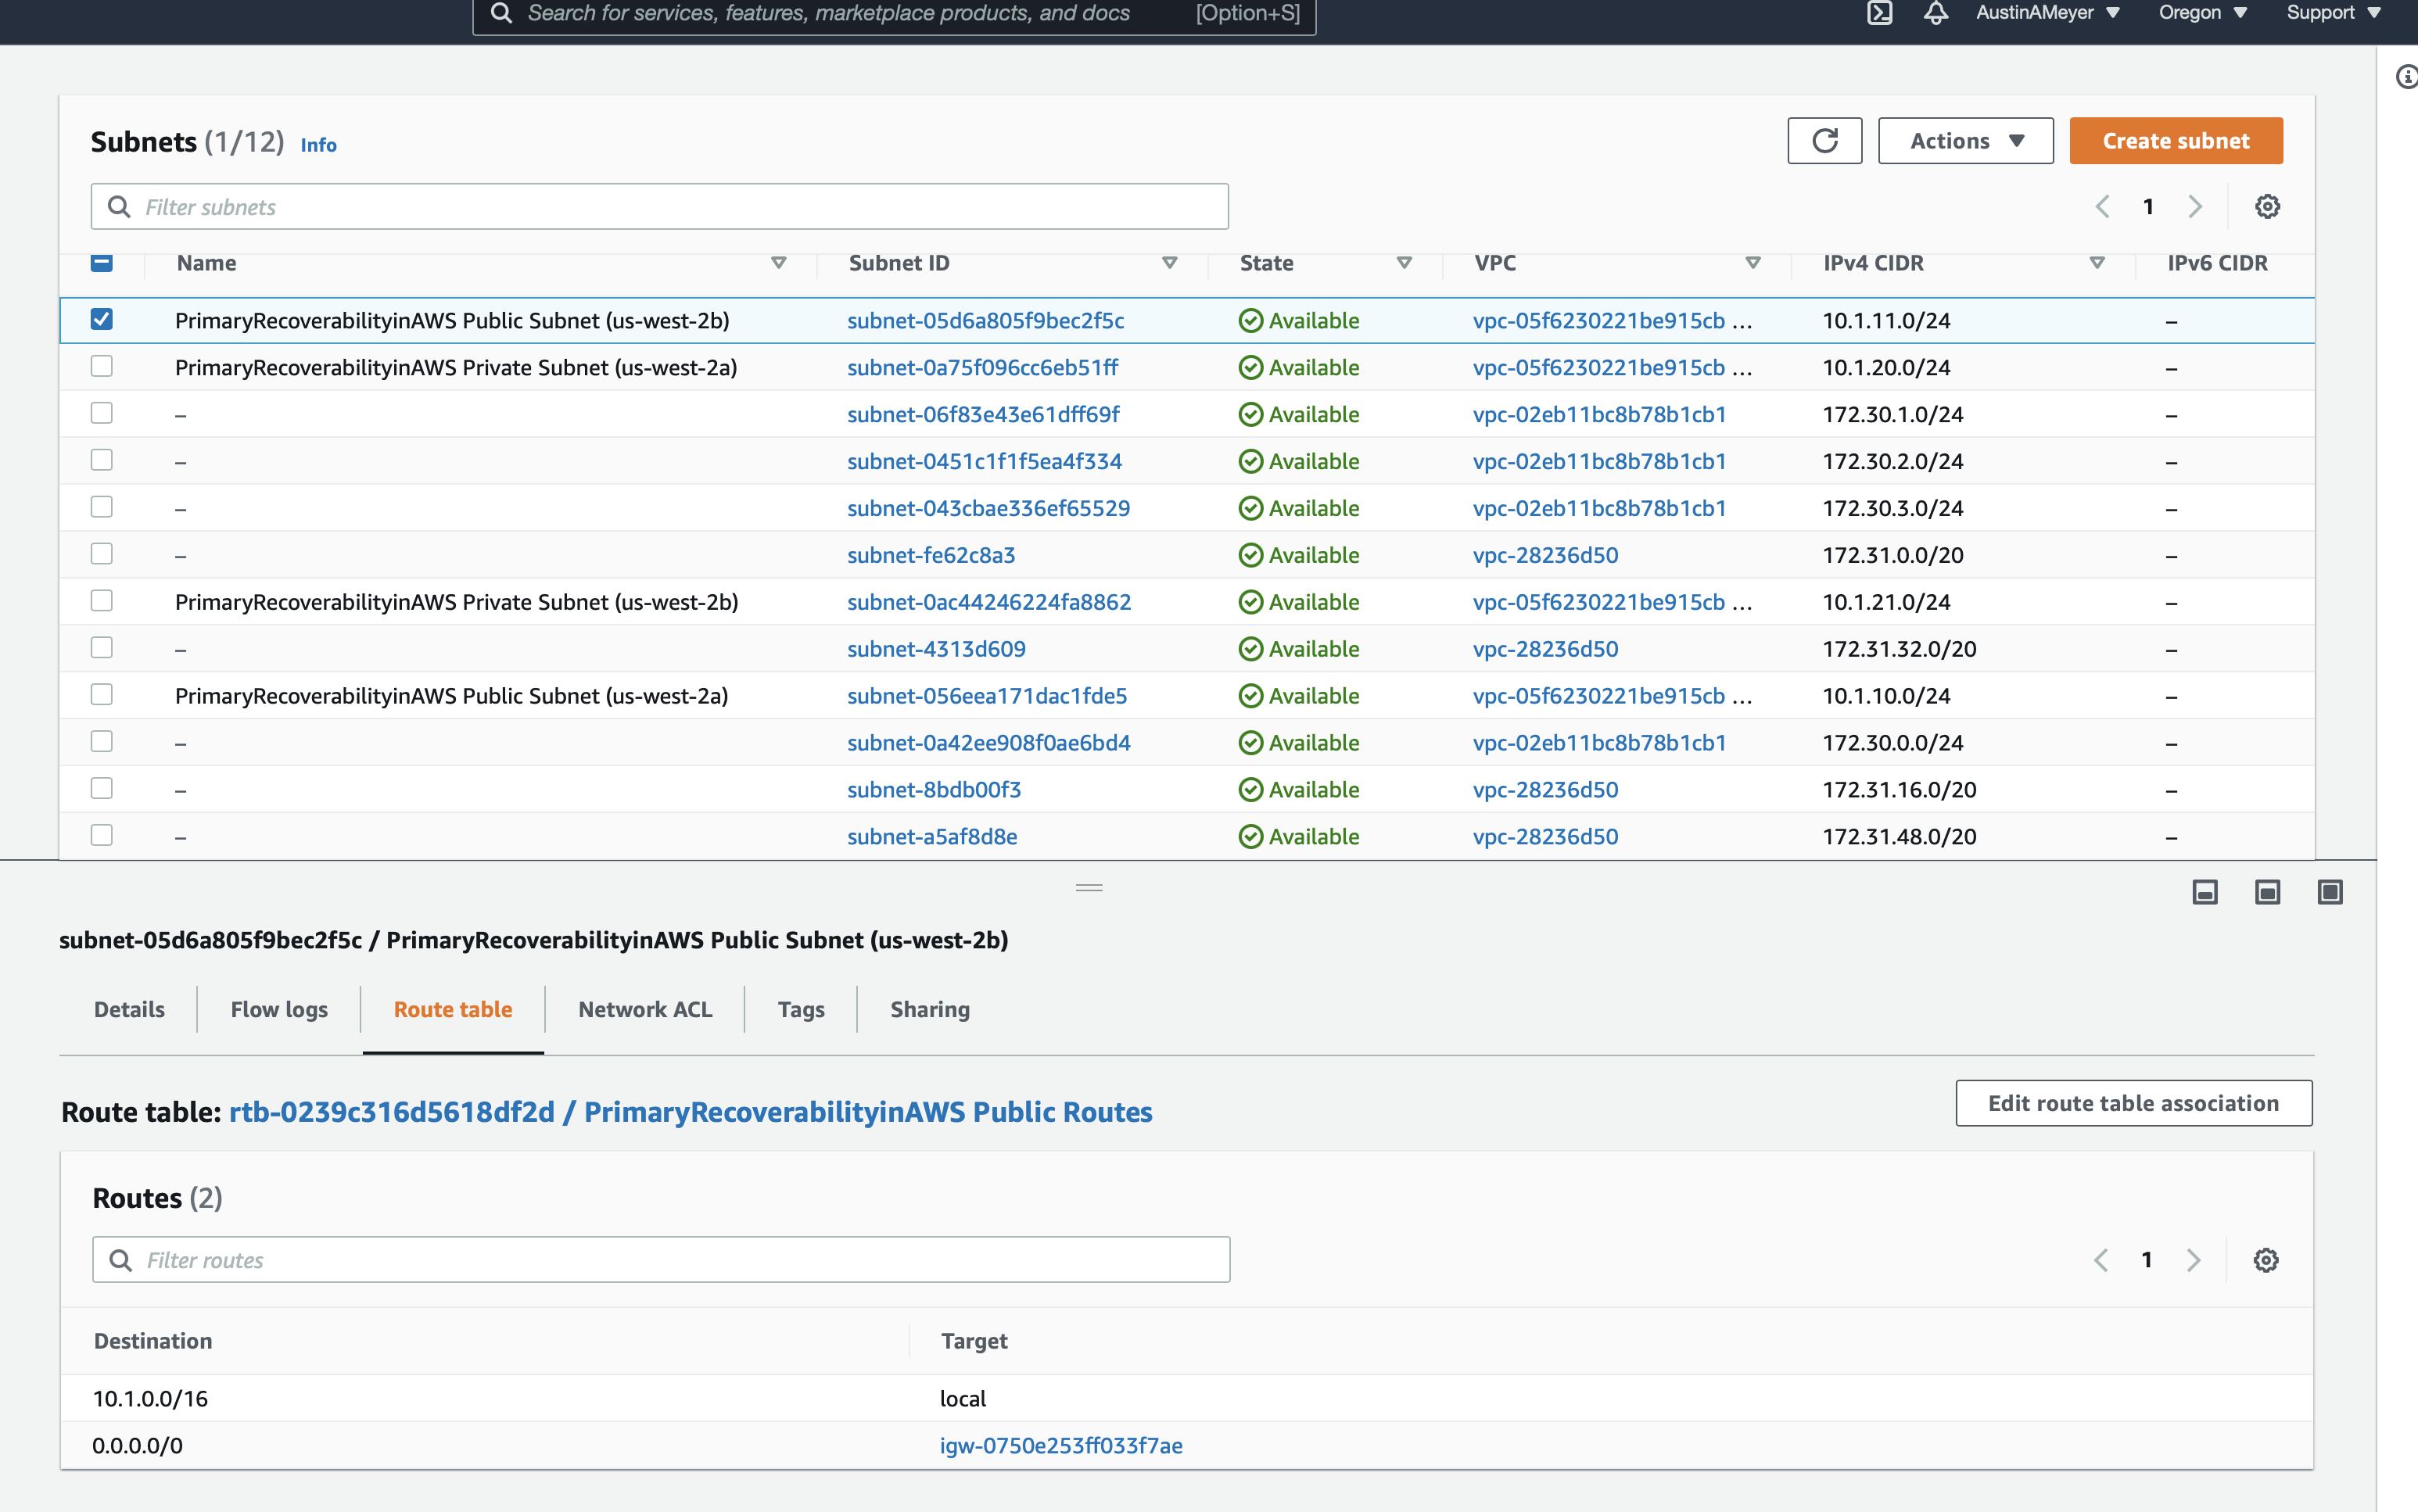 Search for services, features, marketplace products, and docs [Option+S] AustinAMeyer Oregon Support
Subnets (1/12) Info
Actions Create subnet
Filter subnets 1
Name Subnet ID State VPC IPv4 CIDR IPv6 CIDR
PrimaryRecoverabilityinAWS Public Subnet (us-west-2b) subnet-05d6a805f9bec2f5c Available vpc-05f6230221be915cb ... 10.1.11.0/24 –
PrimaryRecoverabilityinAWS Private Subnet (us-west-2a) subnet-0a75f096cc6eb51ff Available vpc-05f6230221be915cb ... 10.1.20.0/24 –
– subnet-06f83e43e61dff69f Available vpc-02eb11bc8b78b1cb1 172.30.1.0/24 –
– subnet-0451c1f1f5ea4f334 Available vpc-02eb11bc8b78b1cb1 172.30.2.0/24 –
– subnet-043cbae336ef65529 Available vpc-02eb11bc8b78b1cb1 172.30.3.0/24 –
– subnet-fe62c8a3 Available vpc-28236d50 172.31.0.0/20 –
PrimaryRecoverabilityinAWS Private Subnet (us-west-2b) subnet-0ac44246224fa8862 Available vpc-05f6230221be915cb ... 10.1.21.0/24 –
– subnet-4313d609 Available vpc-28236d50 172.31.32.0/20 –
PrimaryRecoverabilityinAWS Public Subnet (us-west-2a) subnet-056eea171dac1fde5 Available vpc-05f6230221be915cb ... 10.1.10.0/24 –
– subnet-0a42ee908f0ae6bd4 Available vpc-02eb11bc8b78b1cb1 172.30.0.0/24 –
– subnet-8bdb00f3 Available vpc-28236d50 172.31.16.0/20 –
– subnet-a5af8d8e Available vpc-28236d50 172.31.48.0/20 –
subnet-05d6a805f9bec2f5c / PrimaryRecoverabilityinAWS Public Subnet (us-west-2b)
Details Flow logs Route table Network ACL Tags Sharing
Route table: rtb-0239c316d5618df2d / PrimaryRecoverabilityinAWS Public Routes Edit route table association
Routes (2)
Filter routes 1
Destination Target
10.1.0.0/16 local
0.0.0.0/0 igw-0750e253ff033f7ae